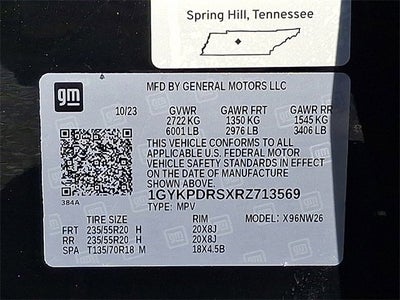 Spring Hill, Tennessee
gm
MFD BY GENERAL MOTORS LLC
10/23 GVWR GAWR FRT GAWR RR
2722 KG 1350 KG 1545 KG
6001 LB 2976 LB 3406 LB
THIS VEHICLE CONFORMS TO ALL
APPLICABLE U.S. FEDERAL MOTOR
VEHICLE SAFETY STANDARDS IN EFFECT
ON THE DATE OF MANUFACTURE
SHOWN ABOVE.
1GYKPDRSXRZ713569
3B4A
TYPE: MPV MODEL: X96NW26
TIRE SIZE RIM
FRT 235/55R20 H 20X8J
RR 235/55R20 H 20X8J
SPA T135/70R18 M 18X4.5B